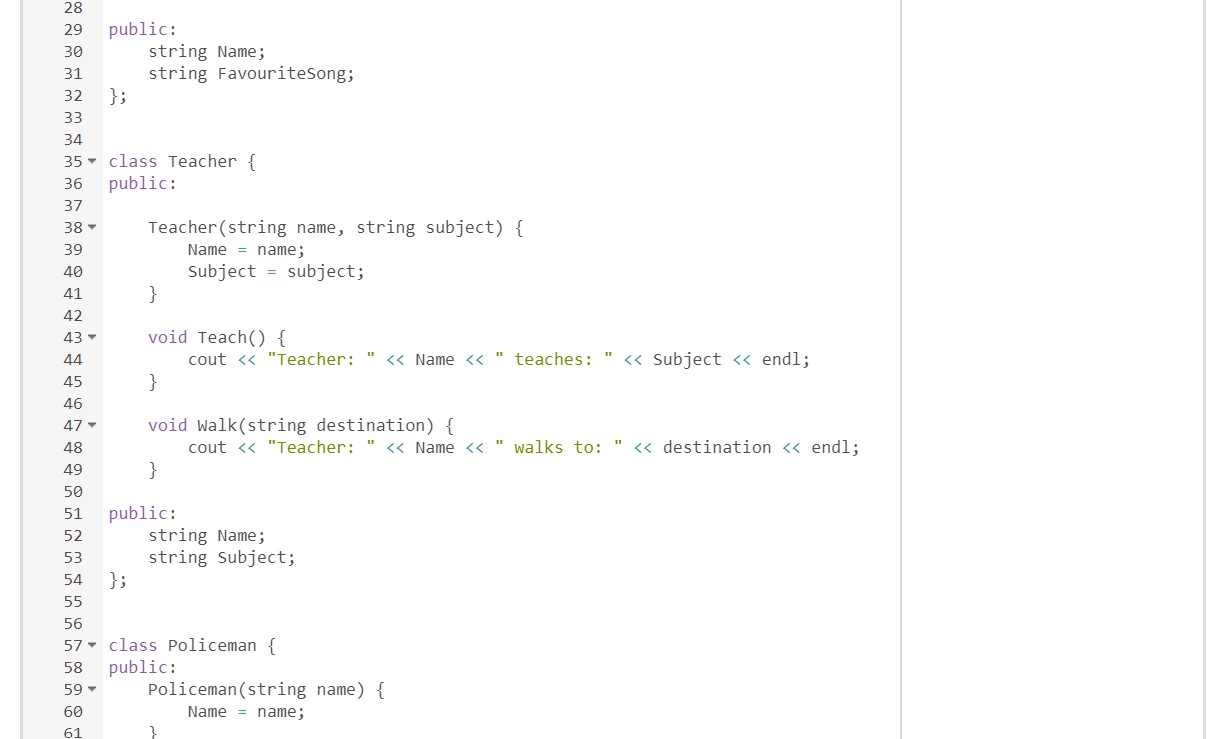 28
29 public:
30     string Name;
31     string FavouriteSong;
32 };
33
34
35 class Teacher {
36 public:
37
38     Teacher(string name, string subject) {
39         Name = name;
40         Subject = subject;
41     }
42
43     void Teach() {
44         cout << "Teacher: " << Name << " teaches: " << Subject << endl;
45     }
46
47     void Walk(string destination) {
48         cout << "Teacher: " << Name << " walks to: " << destination << endl;
49     }
50
51 public:
52     string Name;
53     string Subject;
54 };
55
56
57 class Policeman {
58 public:
59     Policeman(string name) {
60         Name = name;
61     }